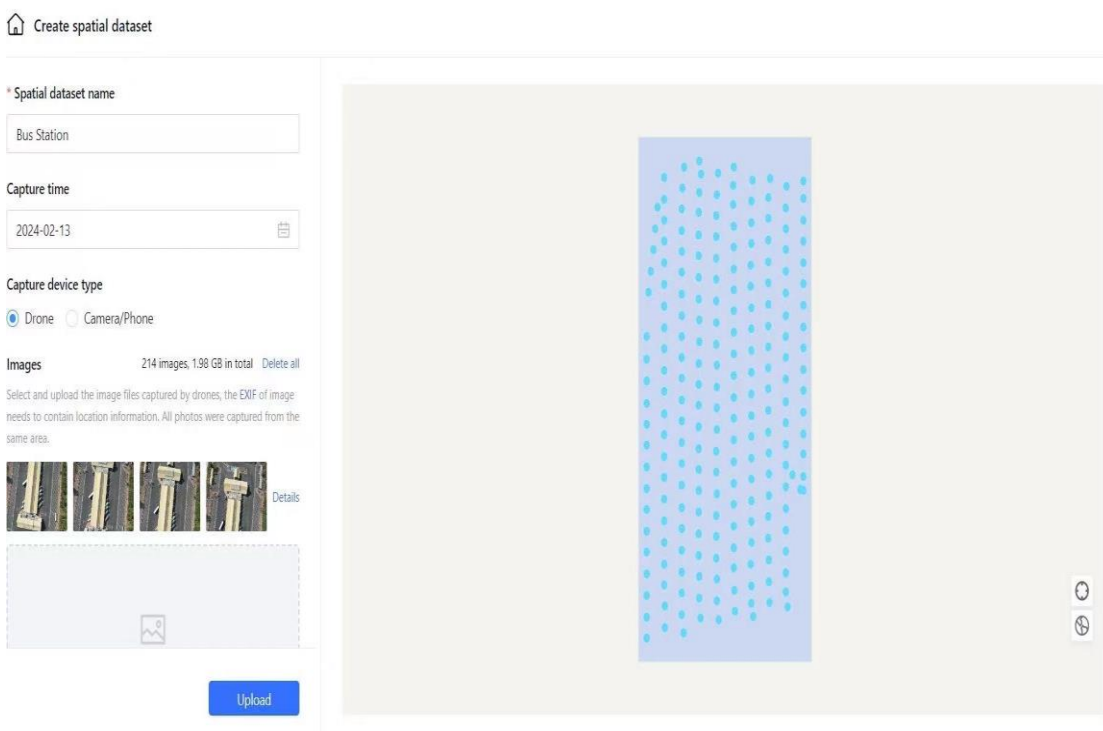 Create spatial dataset
* Spatial dataset name
Bus Station
Capture time
2024-02-13
Capture device type
Drone Camera/Phone
Images 214 images, 1.98 GB in total Delete all
Select and upload the image files captured by drones, the EXIF of image
needs to contain location information. All photos were captured from the
same area.
Details
Upload